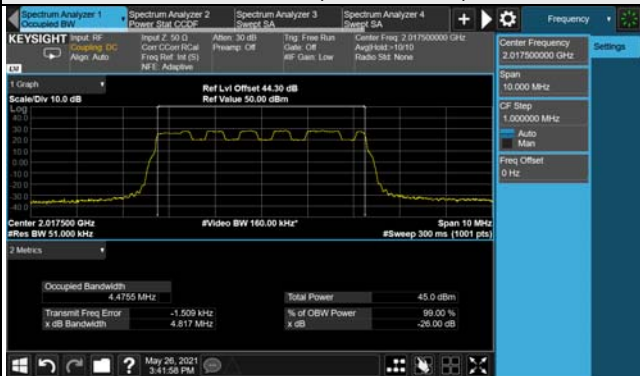 Spectrum Analyzer 1
Occupied BW
Spectrum Analyzer 2
Power Stat CCDF
Spectrum Analyzer 3
Swept SA
Spectrum Analyzer 4
Swept SA
Frequency
KEYSIGHT
Input: RF
Coupling: DC
Align: Auto
Input Z: 50 Ω
Corr CCorr RCal
Freq Ref: Int (S)
NFE: Adaptive
Atten: 30 dB
Preamp: Off
Trig: Free Run
Gate: Off
#IF Gain: Low
Center Freq: 2.017500000 GHz
Avg|Hold:>10/10
Radio Std: None
Center Frequency
2.017500000 GHz
Settings
Span
10.000 MHz
CF Step
1.000000 MHz
Auto
Man
Freq Offset
0 Hz
1 Graph
Scale/Div 10.0 dB
Ref Lvl Offset 44.30 dB
Ref Value 50.00 dBm
Log
40.0
30.0
20.0
10.0
0.00
-10.0
-20.0
-30.0
-40.0
Center 2.017500 GHz
#Res BW 51.000 kHz
#Video BW 160.00 kHz*
Span 10 MHz
#Sweep 300 ms (1001 pts)
2 Metrics
Occupied Bandwidth
4.4755 MHz
Total Power
45.0 dBm
Transmit Freq Error
-1.509 kHz
% of OBW Power
99.00 %
x dB Bandwidth
4.817 MHz
x dB
-26.00 dB
May 26, 2021
3:41:58 PM